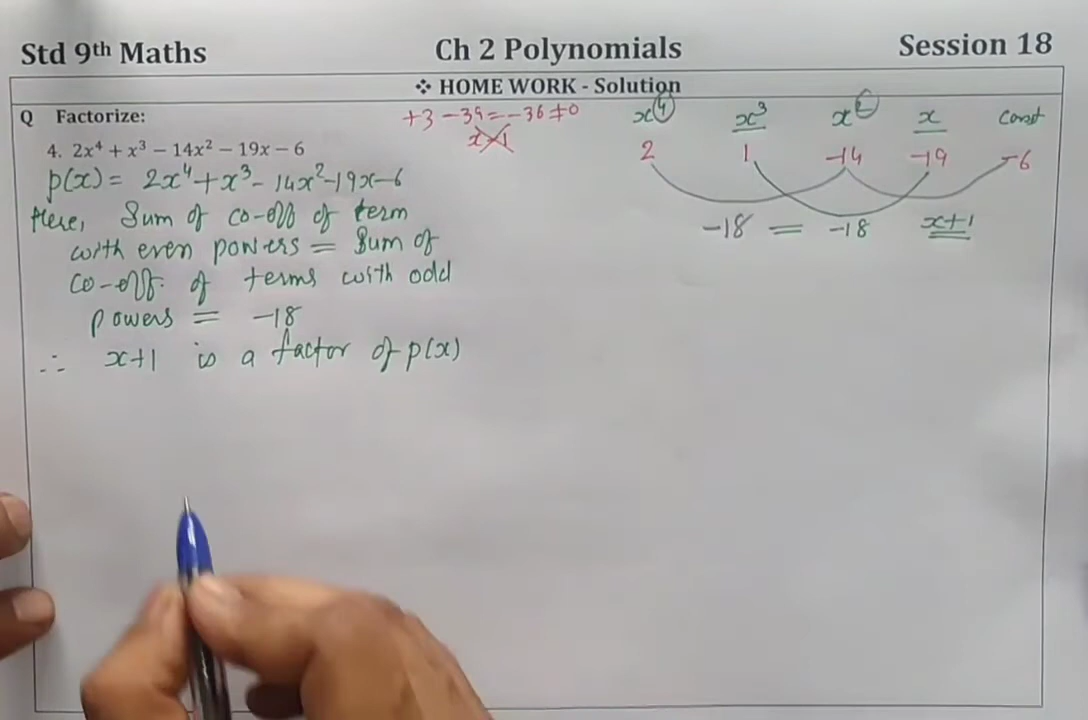 Std 9th Maths Ch 2 Polynomials Session 18
❖ HOME WORK - Solution
Q Factorize:
+3 -39 = -36 ≠ 0
x⁴ x³ x² x const
4. 2x⁴ + x³ − 14x² − 19x − 6
x-1
2 1 -14 -19 -6
p(x) = 2x⁴ + x³ - 14x² - 19x - 6
Here, Sum of co-eff of term
-18 = -18 x+1
with even powers = Sum of
co-eff. of terms with odd
powers = -18
∴ x+1 is a factor of p(x)